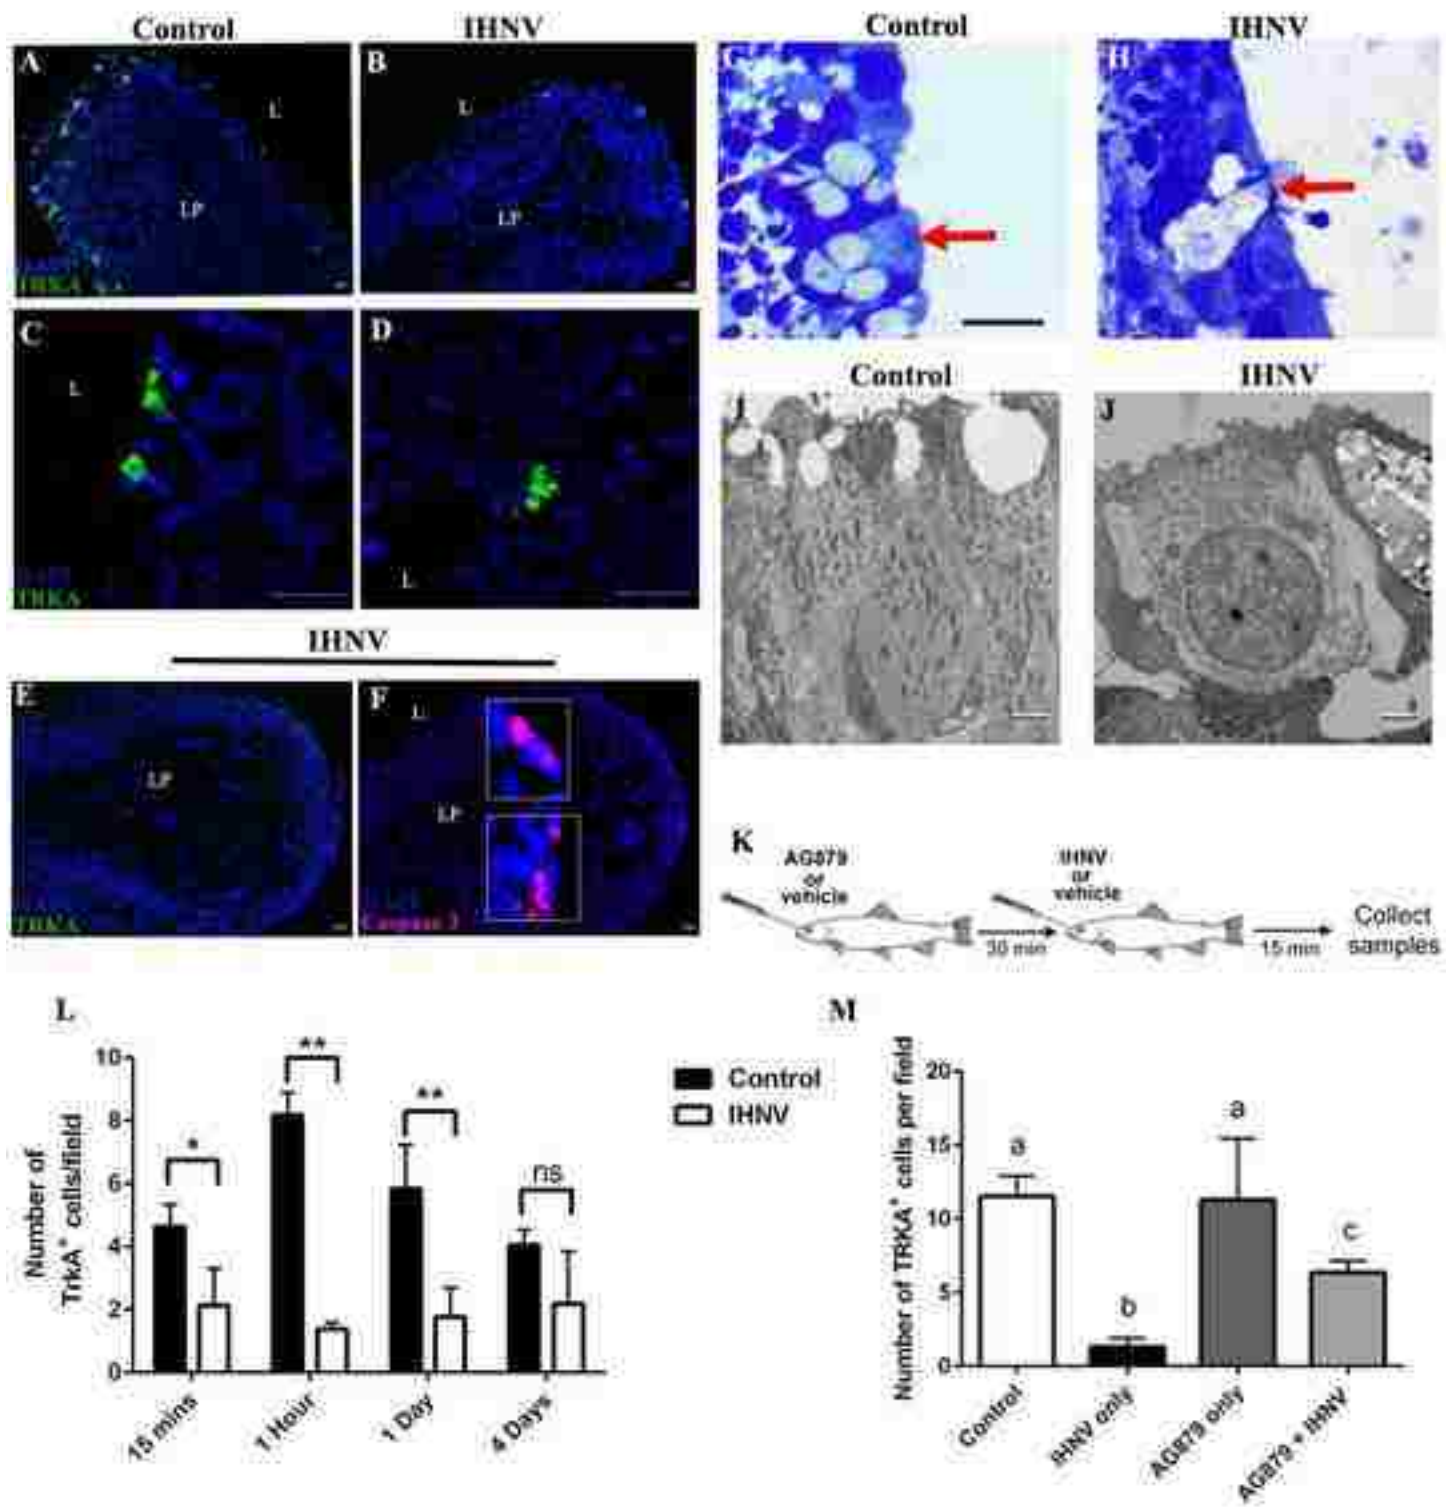 Control
IHNV
A
L
LP
TRKA
B
L
LP
C
L
TRKA
D
L
IHNV
E
LP
TRKA
F
L
LP
Caspase 3
Control
IHNV
G
H
Control
IHNV
I
J
K
AG879
or
vehicle
30 min
IHNV
or
vehicle
15 min
Collect
samples
L
Number of
TrkA+ cells/field
10
8
6
4
2
0
*
**
**
ns
15 mins
1 Hour
1 Day
4 Days
Control
IHNV
M
Number of TRKA+ cells per field
20
15
10
5
0
a
b
a
c
Control
IHNV only
AG879 only
AG879 + IHNV